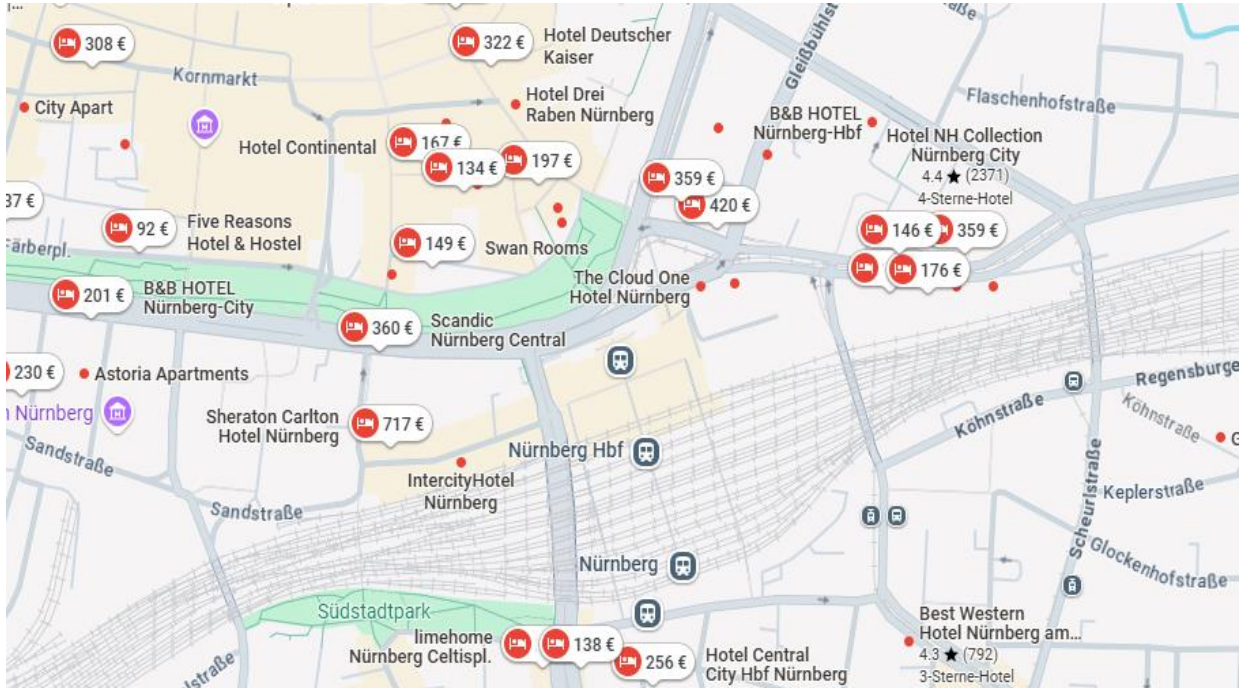 308 €
322 €
Hotel Deutscher
Kaiser
Kornmarkt
City Apart
Hotel Drei
Raben Nürnberg
Gleißbühlst
Flaschenhofstraße
B&B HOTEL
Nürnberg-Hbf
Hotel NH Collection
Nürnberg City
4.4 ★ (2371)
4-Sterne-Hotel
Hotel Continental
167 €
134 €
197 €
359 €
420 €
37 €
92 €
Five Reasons
Hotel & Hostel
149 €
Swan Rooms
146 €
359 €
Färberpl.
The Cloud One
Hotel Nürnberg
176 €
201 €
B&B HOTEL
Nürnberg-City
360 €
Scandic
Nürnberg Central
230 €
Astoria Apartments
n Nürnberg
Regensburge
Köhnstraße
Köhnstraße
G
Sheraton Carlton
Hotel Nürnberg
717 €
Sandstraße
Nürnberg Hbf
IntercityHotel
Nürnberg
Sandstraße
Keplerstraße
Scheurlstraße
Glockenhofstraße
Nürnberg
Südstadtpark
limehome
Nürnberg Celtispl.
138 €
256 €
Hotel Central
City Hbf Nürnberg
Best Western
Hotel Nürnberg am...
4.3 ★ (792)
3-Sterne-Hotel
straße